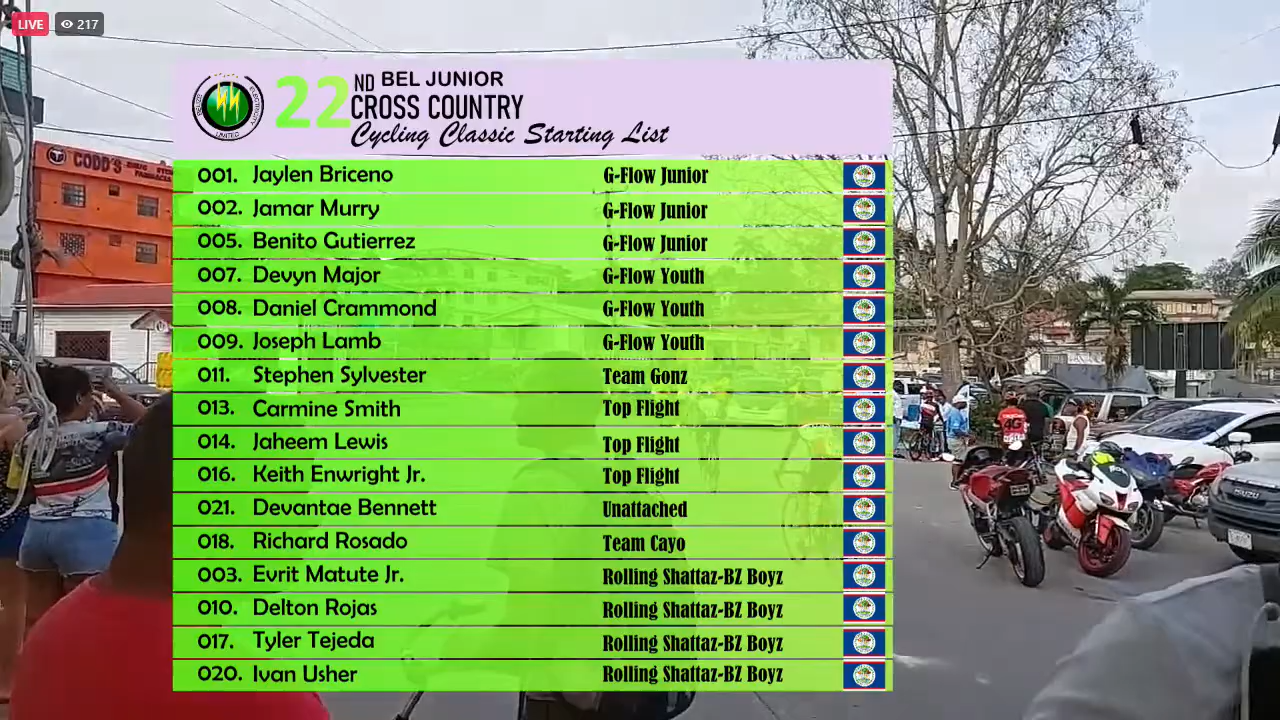 LIVE 217
BELIZE ELECTRICITY LIMITED
22ND BEL JUNIOR
CROSS COUNTRY
Cycling Classic Starting List
CODD'S
001. Jaylen Briceno G-Flow Junior
002. Jamar Murry G-Flow Junior
005. Benito Gutierrez G-Flow Junior
007. Devyn Major G-Flow Youth
008. Daniel Crammond G-Flow Youth
009. Joseph Lamb G-Flow Youth
011. Stephen Sylvester Team Gonz
013. Carmine Smith Top Flight
014. Jaheem Lewis Top Flight
016. Keith Enwright Jr. Top Flight
021. Devantae Bennett Unattached
018. Richard Rosado Team Cayo
003. Evrit Matute Jr. Rolling Shattaz-BZ Boyz
010. Delton Rojas Rolling Shattaz-BZ Boyz
017. Tyler Tejeda Rolling Shattaz-BZ Boyz
020. Ivan Usher Rolling Shattaz-BZ Boyz
4G
ISUZU